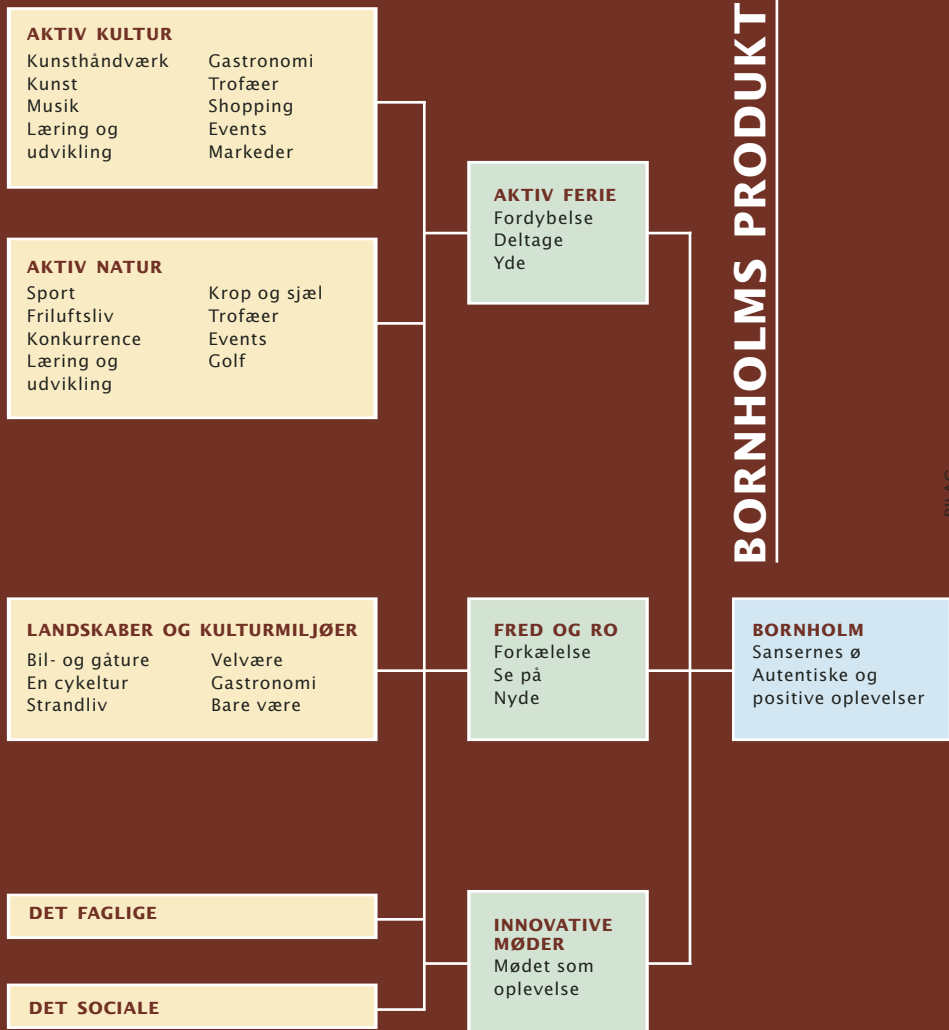 BORNHOLMS PRODUKT
AKTIV KULTUR
Kunsthåndværk
Kunst
Musik
Læring og
udvikling
Gastronomi
Trofæer
Shopping
Events
Markeder
AKTIV NATUR
Sport
Friluftsliv
Konkurrence
Læring og
udvikling
Krop og sjæl
Trofæer
Events
Golf
LANDSKABER OG KULTURMILJØER
Bil- og gåture
En cykeltur
Strandliv
Velvære
Gastronomi
Bare være
DET FAGLIGE
DET SOCIALE
AKTIV FERIE
Fordybelse
Deltage
Yde
FRED OG RO
Forkælelse
Se på
Nyde
INNOVATIVE
MØDER
Mødet som
oplevelse
BORNHOLM
Sansernes ø
Autentiske og
positive oplevelser